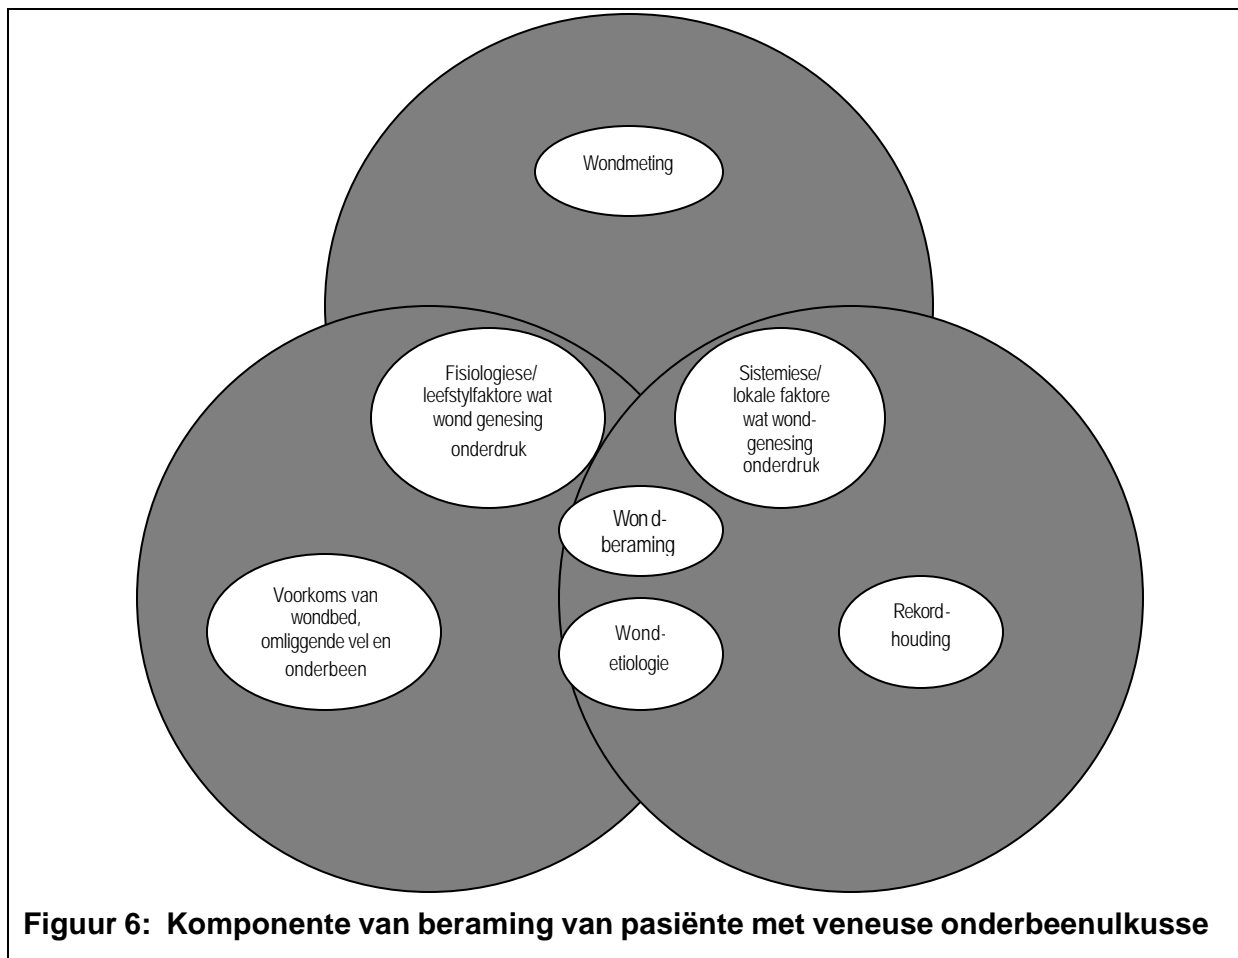 Wondmeting
Fisiologiese/
leefstylfaktore wat
wond genesing
onderdruk
Sistemiese/
lokale faktore
wat wond-
genesing
onderdruk
Won d-
beraming
Voorkoms van
wondbed,
omliggende vel en
onderbeen
Wond-
etiologie
Rekord-
houding
Figuur 6: Komponente van beraming van pasiënte met veneuse onderbeenulkusse